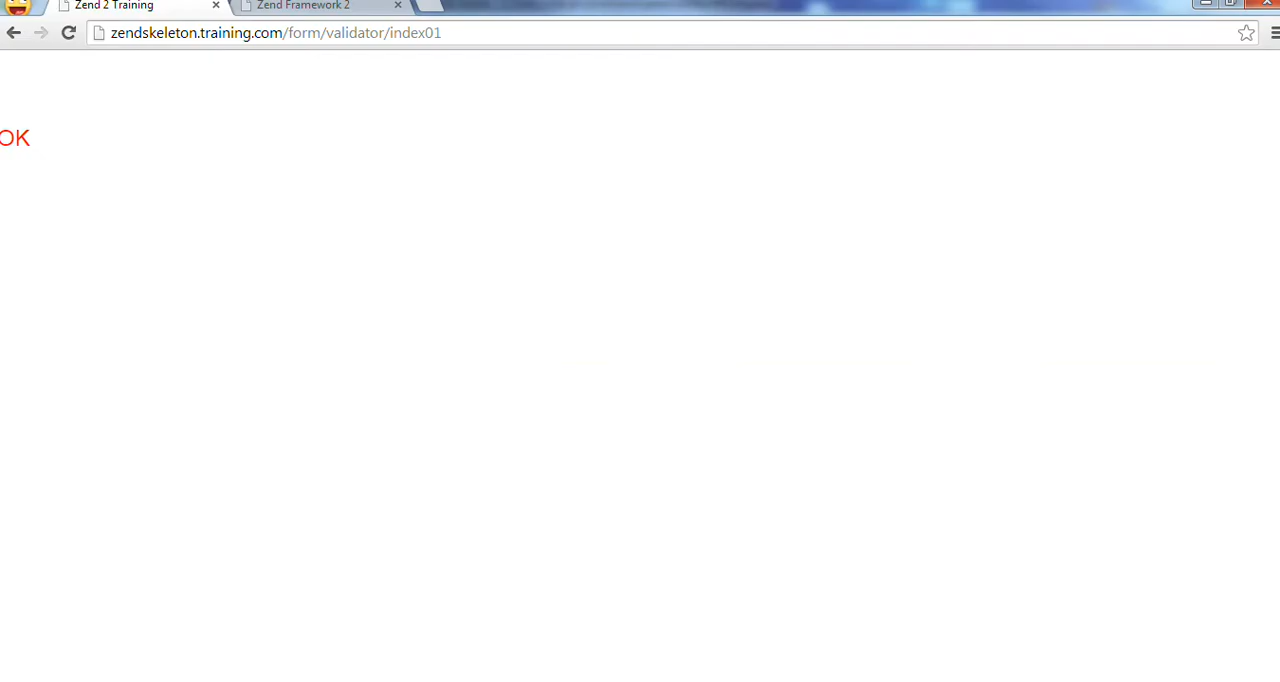 Zend 2 Training
Zend Framework 2
zendskeleton.training.com/form/validator/index01
OK